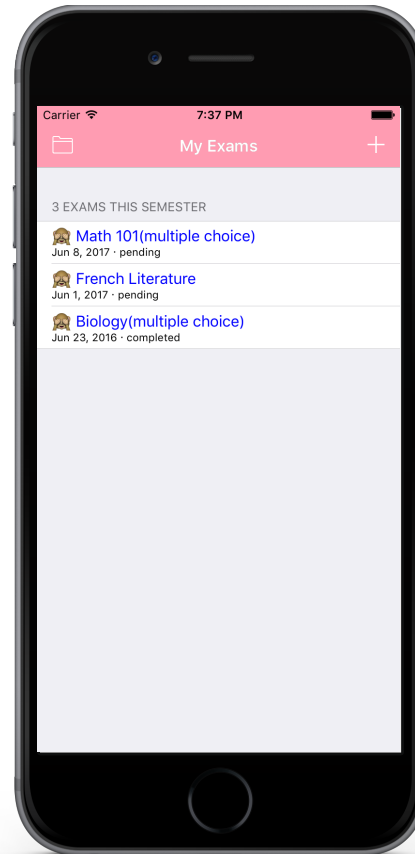 Carrier 7:37 PM
My Exams
3 EXAMS THIS SEMESTER
🙈 Math 101(multiple choice)
Jun 8, 2017 · pending
🙈 French Literature
Jun 1, 2017 · pending
🙈 Biology(multiple choice)
Jun 23, 2016 · completed